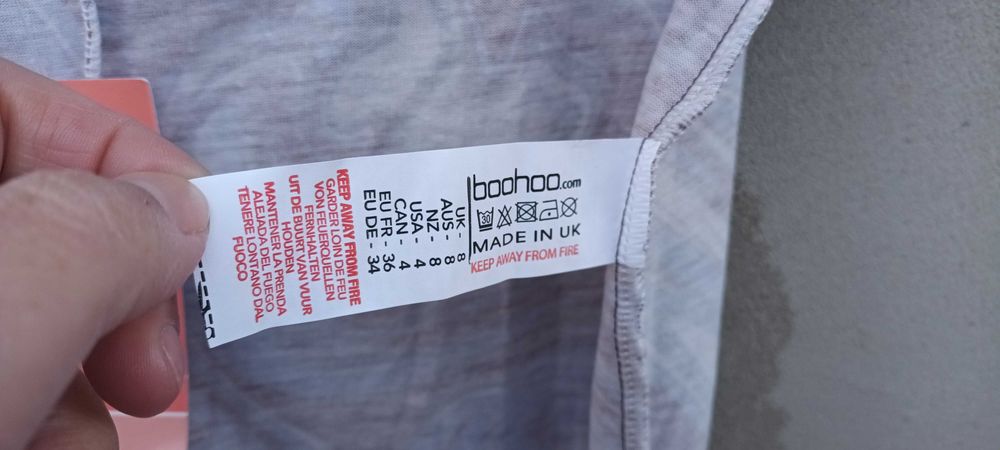 boohoo.com
MADE IN UK
KEEP AWAY FROM FIRE
UK - 8
AUS - 8
NZ - 8
USA - 4
CAN - 4
EU FR - 36
EU DE - 34
KEEP AWAY FROM FIRE
GARDER LOIN DE FEU
VON FEUERQUELLEN
FERNHALTEN
UIT DE BUURT VAN VUUR
HOUDEN
MANTENER LA PRENDA
ALEJADA DEL FUEGO
TENERE LONTANO DAL
FUOCO